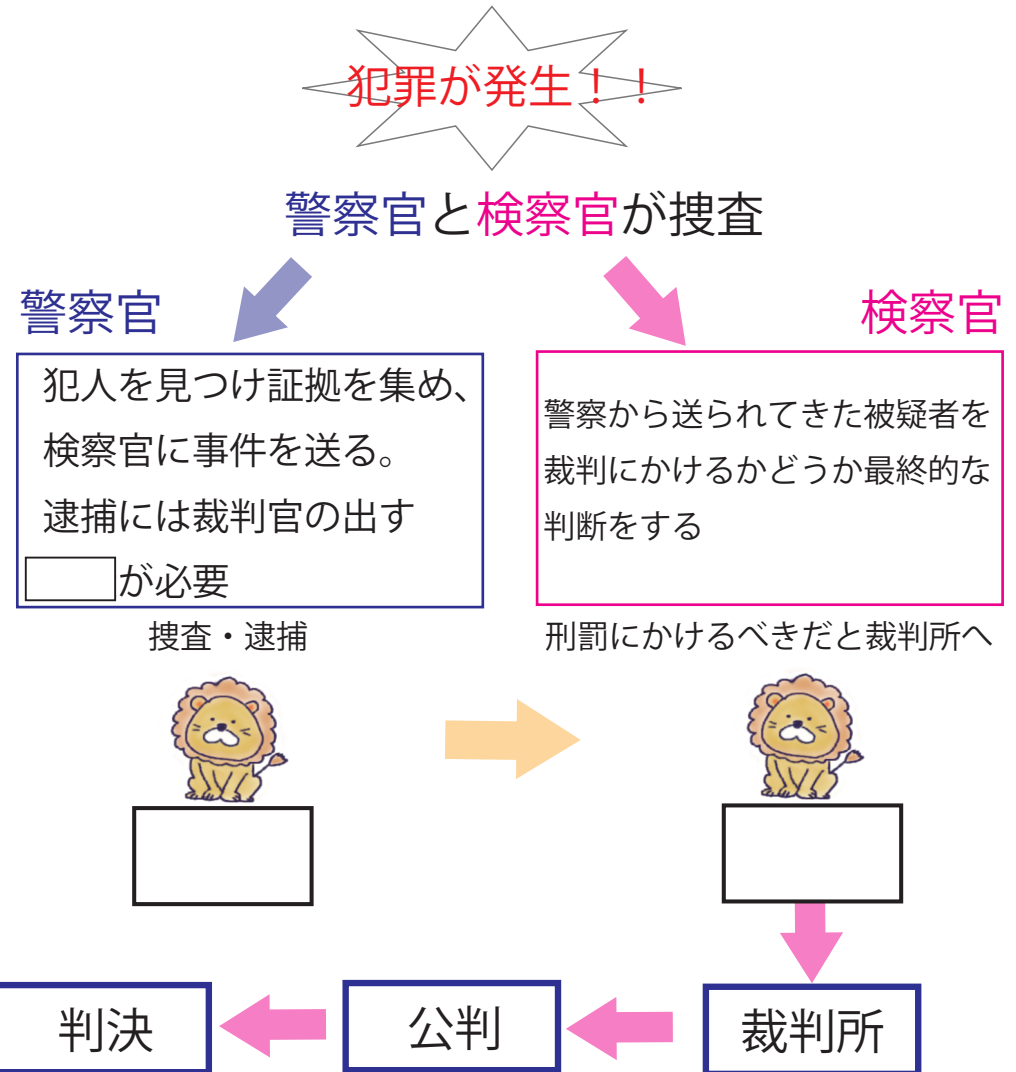 犯罪が発生！！
警察官と検察官が捜査
警察官
犯人を見つけ証拠を集め、
検察官に事件を送る。
逮捕には裁判官の出す
が必要
捜査・逮捕
検察官
警察から送られてきた被疑者を
裁判にかけるかどうか最終的な
判断をする
刑罰にかけるべきだと裁判所へ
裁判所
公判
判決